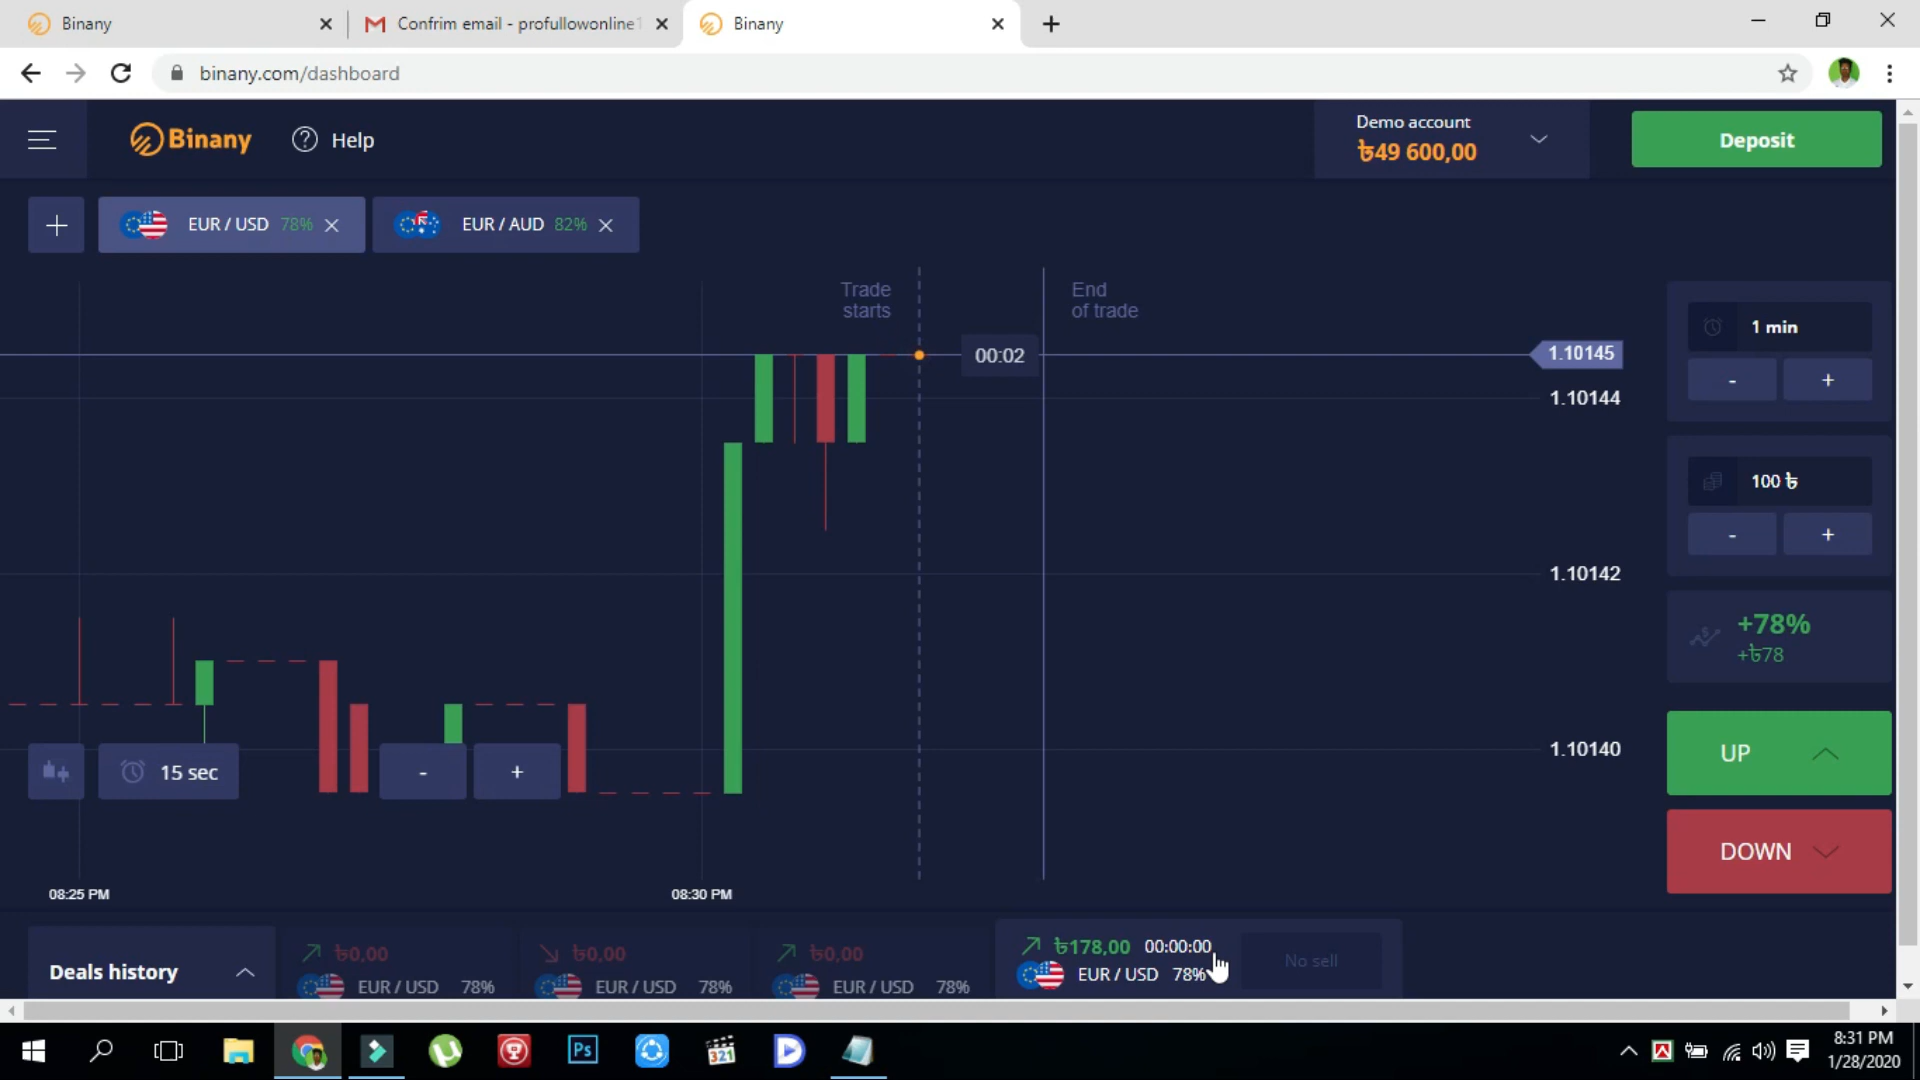 Binany
Confrim email - profullowonline1
Binany
binany.com/dashboard
Binany
Help
Demo account
৳49 600,00
Deposit
EUR / USD 78%
EUR / AUD 82%
Trade
starts
End
of trade
00:02
1.10145
1.10144
1.10142
1.10140
1 min
- +
100 ৳
- +
+78%
+৳78
UP
DOWN
15 sec
- +
08:25 PM
08:30 PM
Deals history
৳0,00
EUR / USD 78%
৳0,00
EUR / USD 78%
৳0,00
EUR / USD 78%
৳178,00 00:00:00
EUR / USD 78%
No sell
Ps
321
8:31 PM
1/28/2020